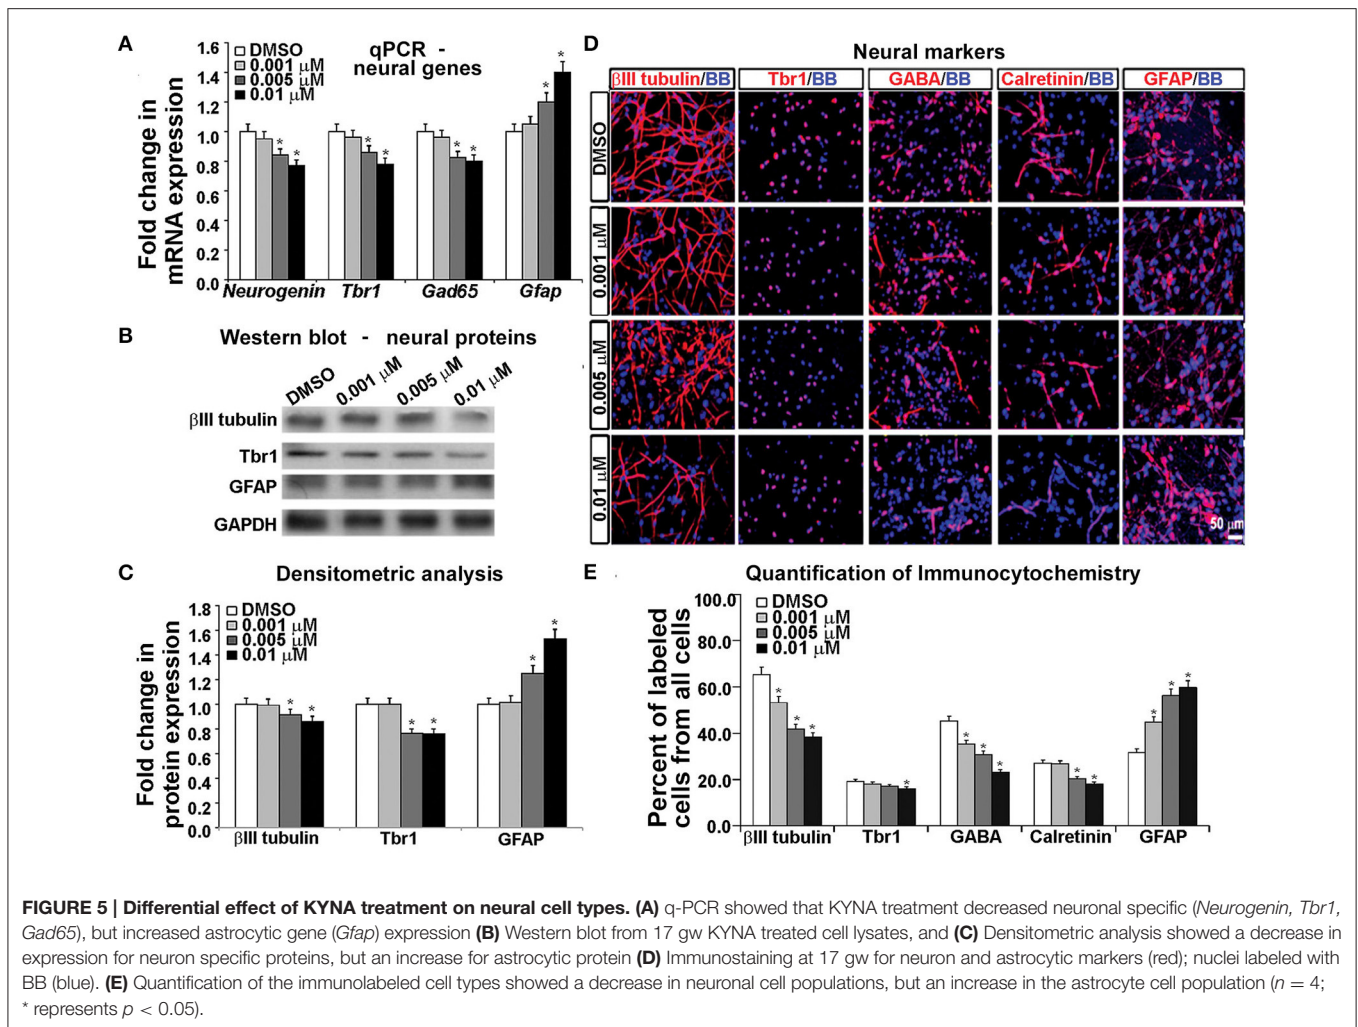 A
qPCR -
neural genes
DMSO
0.001 μM
0.005 μM
0.01 μM
Fold change in
mRNA expression
1.6
1.4
1.2
1.0
0.8
0.6
0.4
0.2
0.0
* * * * * * * *
Neurogenin Tbr1 Gad65 Gfap
B
Western blot - neural proteins
DMSO 0.001 μM 0.005 μM 0.01 μM
βIII tubulin
Tbr1
GFAP
GAPDH
C
Densitometric analysis
DMSO
0.001 μM
0.005 μM
0.01 μM
Fold change in
protein expression
1.8
1.6
1.4
1.2
1.0
0.8
0.6
0.4
0.2
0.0
* * * * * *
βIII tubulin Tbr1 GFAP
D
Neural markers
βIII tubulin/BB Tbr1/BB GABA/BB Calretinin/BB GFAP/BB
DMSO
0.001 μM
0.005 μM
0.01 μM
50 μm
E
Quantification of Immunocytochemistry
DMSO
0.001 μM
0.005 μM
0.01 μM
Percent of labeled
cells from all cells
100.0
80.0
60.0
40.0
20.0
0.0
* * * * * * * * * * * *
βIII tubulin Tbr1 GABA Calretinin GFAP
FIGURE 5 | Differential effect of KYNA treatment on neural cell types. (A) q-PCR showed that KYNA treatment decreased neuronal specific (Neurogenin, Tbr1,
Gad65), but increased astrocytic gene (Gfap) expression (B) Western blot from 17 gw KYNA treated cell lysates, and (C) Densitometric analysis showed a decrease in
expression for neuron specific proteins, but an increase for astrocytic protein (D) Immunostaining at 17 gw for neuron and astrocytic markers (red); nuclei labeled with
BB (blue). (E) Quantification of the immunolabeled cell types showed a decrease in neuronal cell populations, but an increase in the astrocyte cell population (n = 4;
* represents p < 0.05).